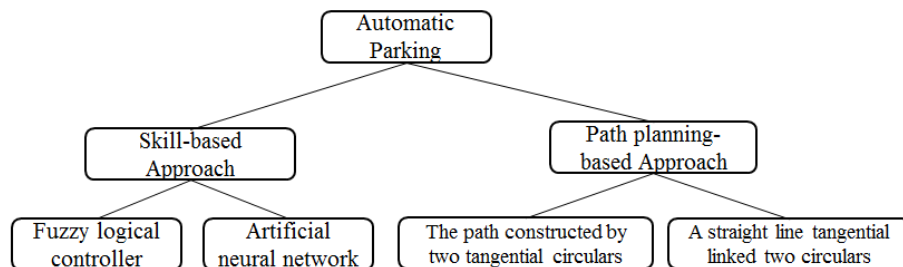 Automatic
Parking
Skill-based
Approach
Path planning-
based Approach
Fuzzy logical
controller
Artificial
neural network
The path constructed by
two tangential circulars
A straight line tangential
linked two circulars